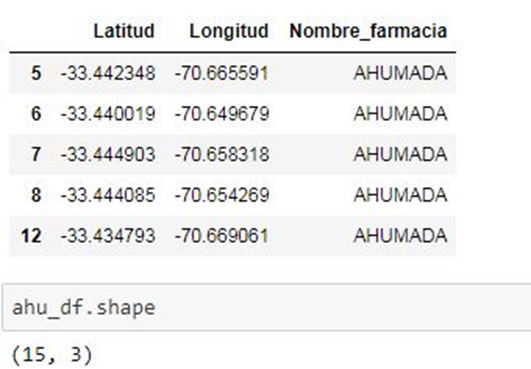 Latitud Longitud Nombre_farmacia
5 -33.442348 -70.665591 AHUMADA
6 -33.440019 -70.649679 AHUMADA
7 -33.444903 -70.658318 AHUMADA
8 -33.444085 -70.654269 AHUMADA
12 -33.434793 -70.669061 AHUMADA
ahu_df.shape
(15, 3)